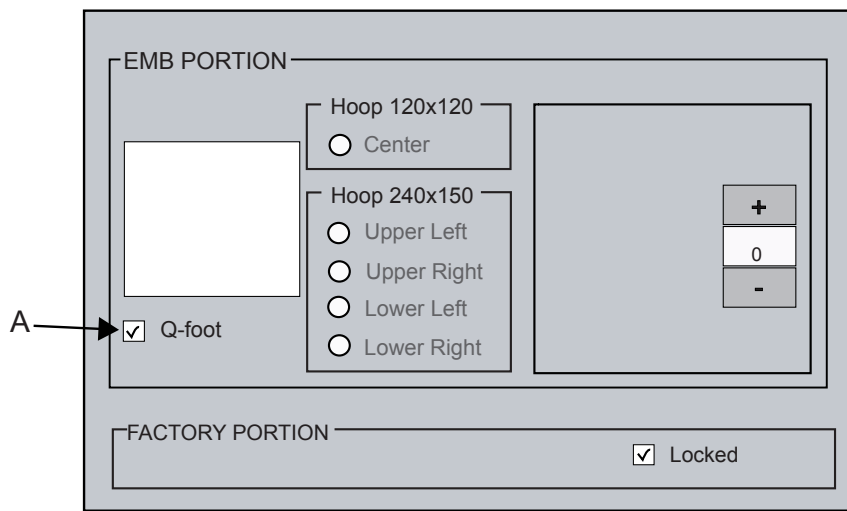 EMB PORTION
Hoop 120x120
Center
Hoop 240x150
Upper Left
Upper Right
Lower Left
Lower Right
+
0
-
A
Q-foot
FACTORY PORTION
Locked